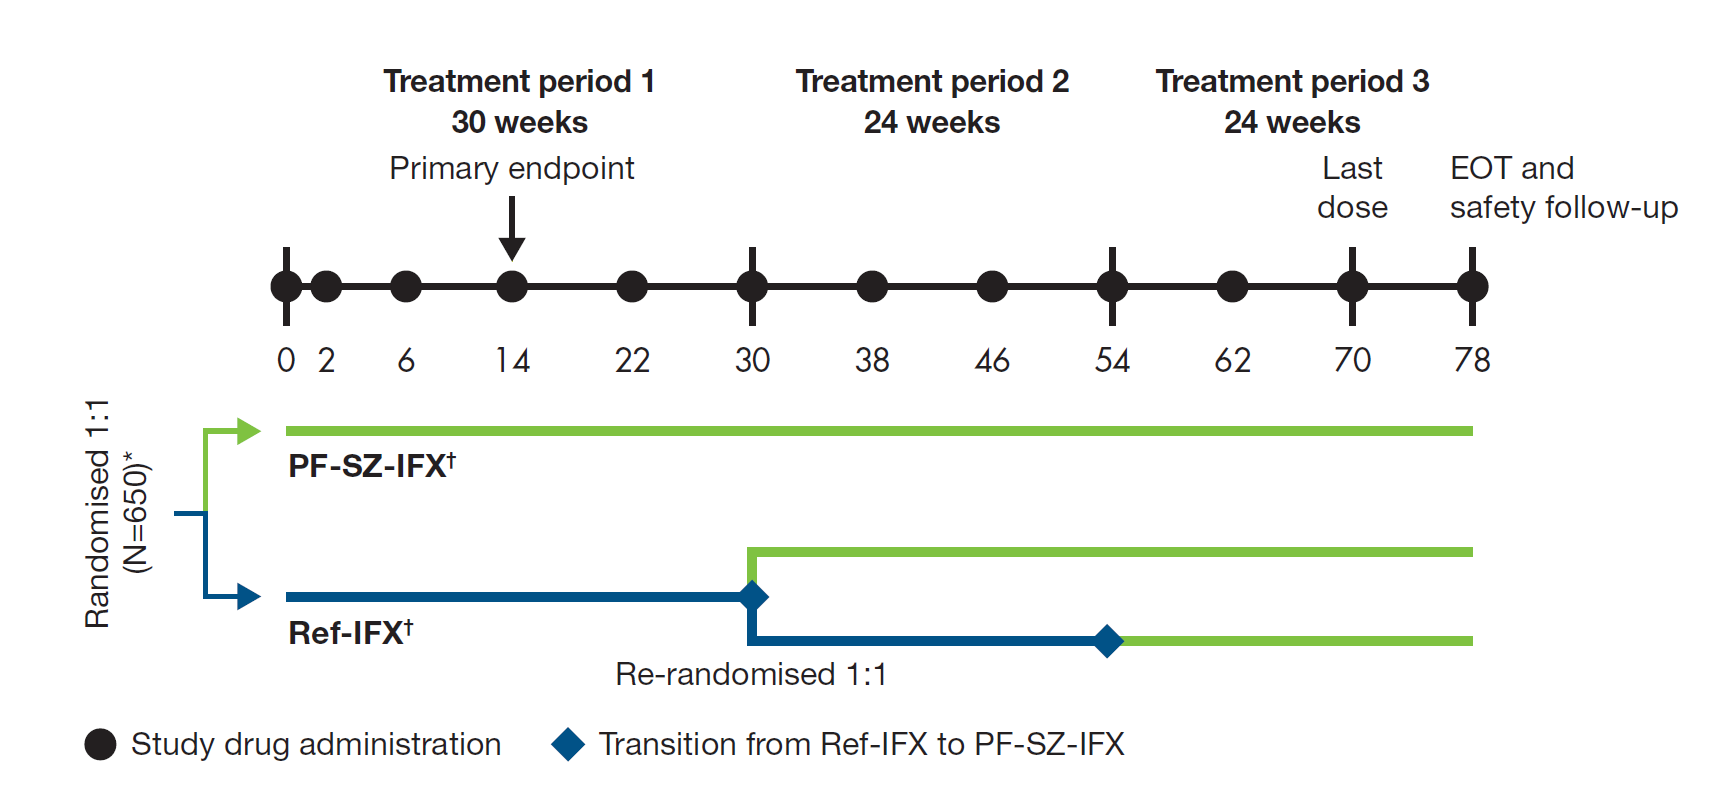 Treatment period 1
30 weeks
Treatment period 2
24 weeks
Treatment period 3
24 weeks
Primary endpoint
Last
dose
EOT and
safety follow-up
0 2 6 14 22 30 38 46 54 62 70 78
Randomised 1:1
(N=650)*
PF-SZ-IFX†
Ref-IFX†
Re-randomised 1:1
Study drug administration
Transition from Ref-IFX to PF-SZ-IFX